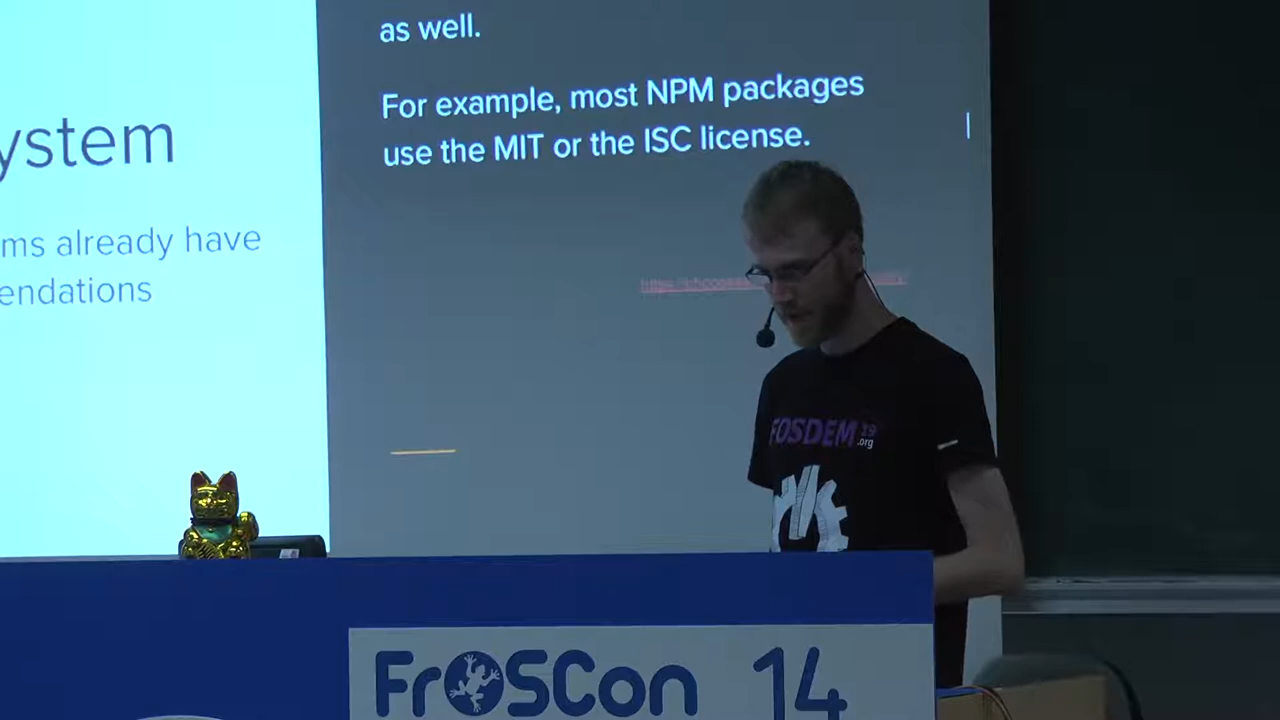 ystem
ms already have
endations
as well.
For example, most NPM packages
use the MIT or the ISC license.
FOSDEM 19
.org
FrOSCon 14